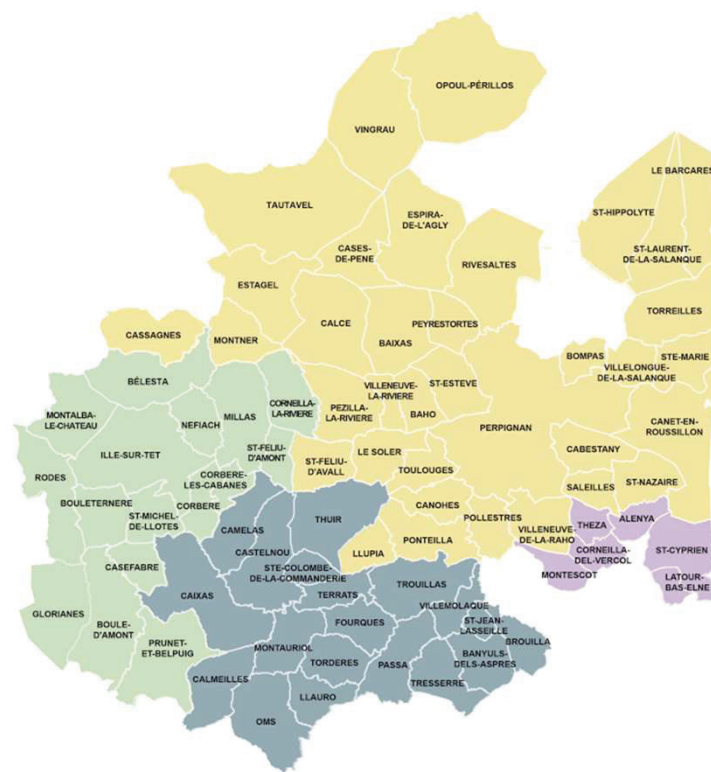 OPOUL-PÉRILLOS
VINGRAU
LE BARCARES
TAUTAVEL
ESPIRA-
DE-L'AGLY
ST-HIPPOLYTE
CASES-
DE-PENE
RIVESALTES
ST-LAURENT-
DE-LA-SALANQUE
ESTAGEL
TORREILLES
CASSAGNES
MONTNER
CALCE
PEYRESTORTES
BAIXAS
BOMPAS
STE-MARIE
VILLELONGUE-
DE-LA-SALANQUE
BÉLESTA
VILLENEUVE-
LA-RIVIERE
ST-ESTEVE
CORNEILLA-
LA-RIVIERE
PEZILLA-
LA-RIVIERE
MONTALBA-
LE-CHATEAU
NEFIACH
MILLAS
BAHO
PERPIGNAN
CANET-EN-
ROUSSILLON
ILLE-SUR-TET
ST-FELIU-
D'AMONT
ST-FELIU-
D'AVALL
LE SOLER
TOULOUGES
CABESTANY
RODES
CORBERE-
LES-CABANES
SALEILLES
ST-NAZAIRE
BOULETERNERE
CORBERE
ST-MICHEL-
DE-LLOTES
CANOHES
POLLESTRES
THUIR
CAMELAS
VILLENEUVE-
DE-LA-RAHO
THEZA
ALENYA
PONTEILLA
CASTELNOU
LLUPIA
CORNEILLA-
DEL-VERCOL
ST-CYPRIEN
CASEFABRE
STE-COLOMBE-
DE-LA-COMMANDERIE
MONTESCOT
TROUILLAS
LATOUR-
BAS-ELNE
CAIXAS
TERRATS
GLORIANES
VILLEMOLAQUE
BOULE-
D'AMONT
FOURQUES
ST-JEAN-
LASSEILLE
PRUNET-
ET-BELPUIG
MONTAURIOL
BROUILLA
TORDERES
PASSA
BANYULS-
DELS-ASPRES
CALMEILLES
TRESSERRE
LLAURO
OMS